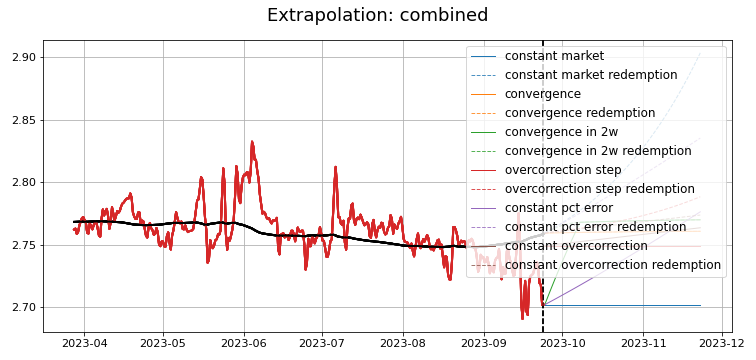 Extrapolation: combined
2.90
2.85
2.80
2.75
2.70
constant market
constant market redemption
convergence
convergence redemption
convergence in 2w
convergence in 2w redemption
overcorrection step
overcorrection step redemption
constant pct error
constant pct error redemption
constant overcorrection
constant overcorrection redemption
2023-04 2023-05 2023-06 2023-07 2023-08 2023-09 2023-10 2023-11 2023-12